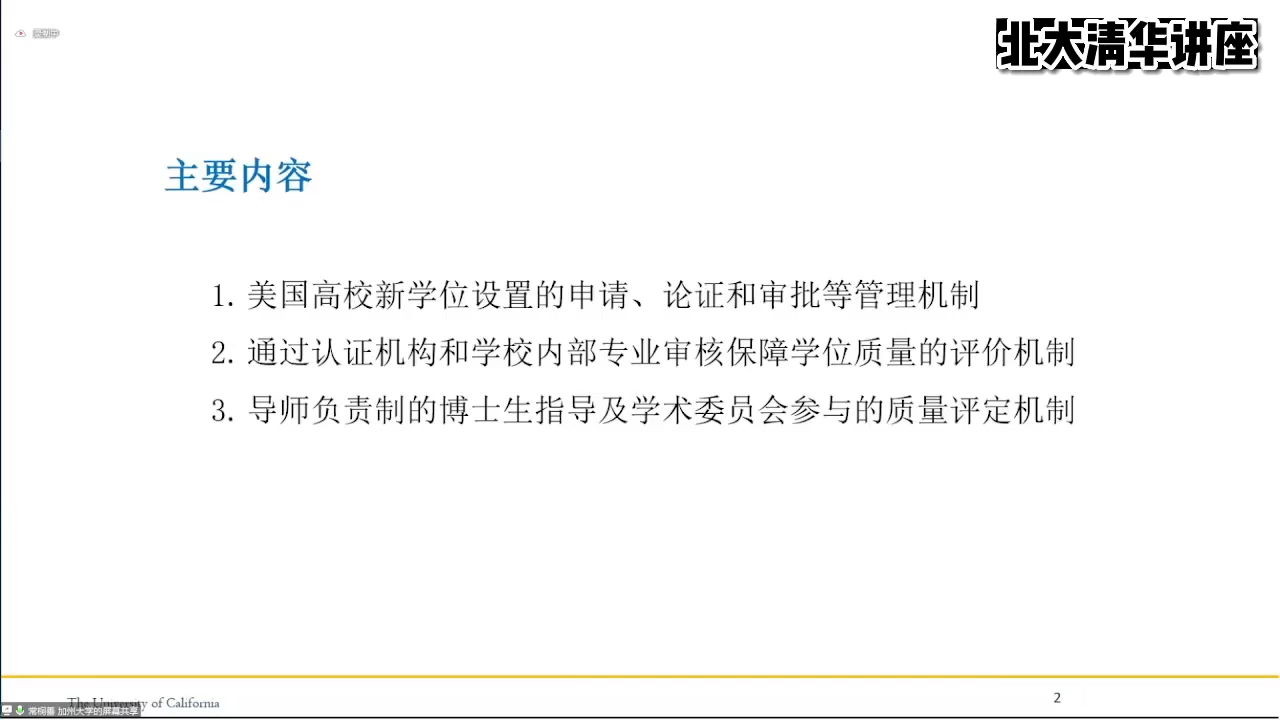 录制中
北大清华讲座
主要内容
1. 美国高校新学位设置的申请、论证和审批等管理机制
2. 通过认证机构和学校内部专业审核保障学位质量的评价机制
3. 导师负责制的博士生指导及学术委员会参与的质量评定机制
The University of California
2
常桐善 加州大学的屏幕共享